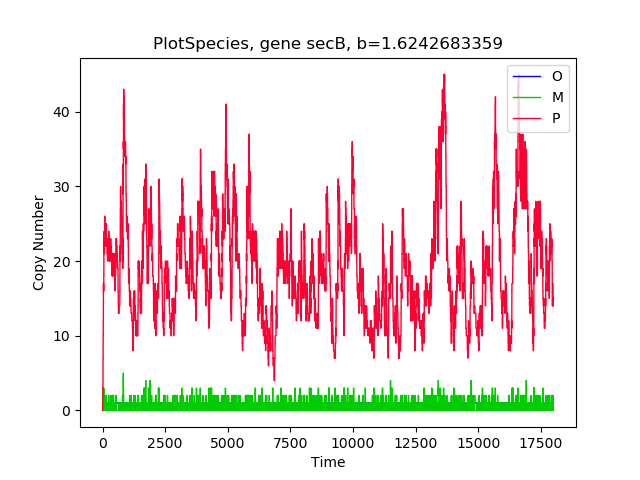 PlotSpecies, gene secB, b=1.6242683359
O
M
P
40
30
20
10
0
Copy Number
0 2500 5000 7500 10000 12500 15000 17500
Time